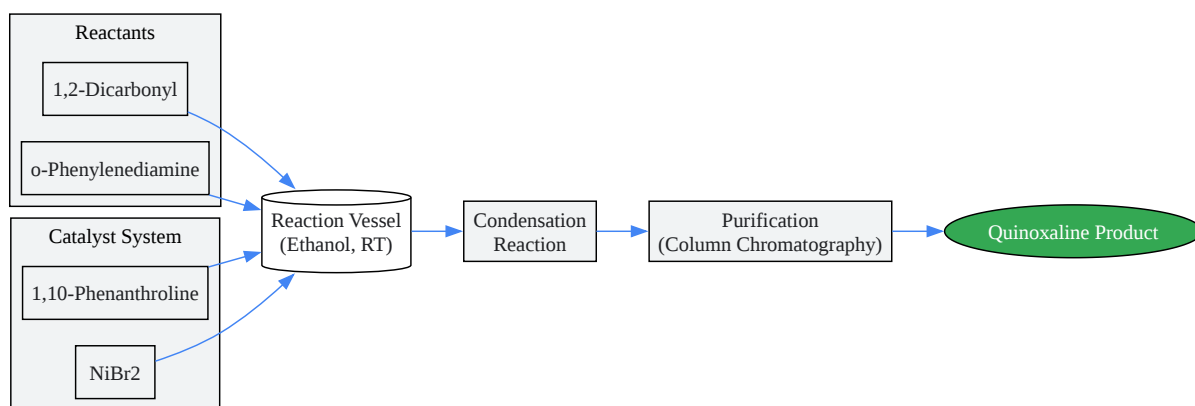 Reactants
1,2-Dicarbonyl
o-Phenylenediamine
Catalyst System
1,10-Phenanthroline
NiBr2
Reaction Vessel
(Ethanol, RT)
Condensation
Reaction
Purification
(Column Chromatography)
Quinoxaline Product